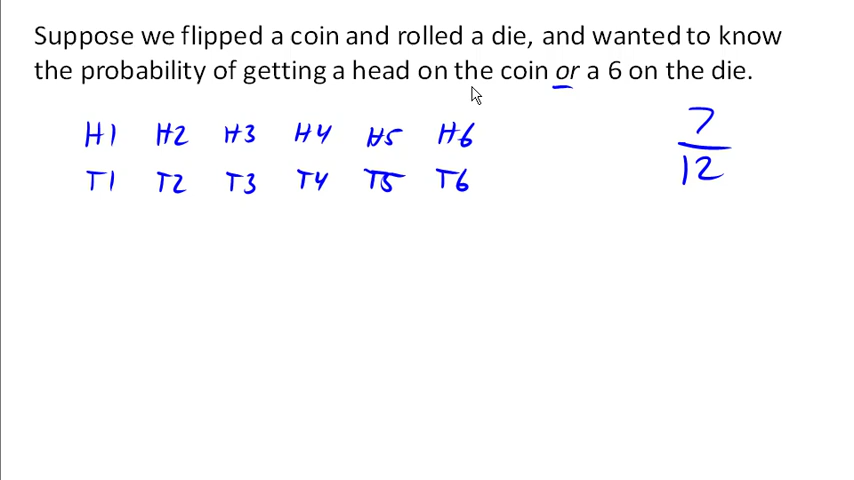 Suppose we flipped a coin and rolled a die, and wanted to know
the probability of getting a head on the coin or a 6 on the die.
H1 H2 H3 H4 H5 H6
T1 T2 T3 T4 T5 T6
7
12